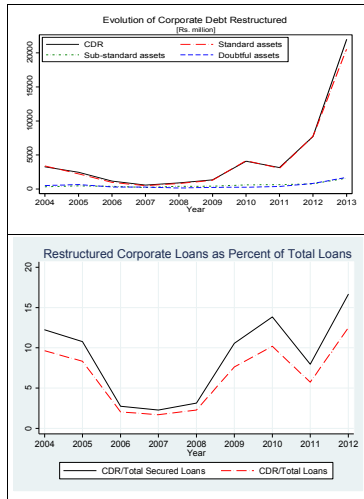 Evolution of Corporate Debt Restructured
[Rs. million]
CDR Standard assets
Sub-standard assets Doubtful assets
20000
15000
10000
5000
0
2004 2005 2006 2007 2008 2009 2010 2011 2012 2013
Year
Restructured Corporate Loans as Percent of Total Loans
20
15
10
5
0
2004 2005 2006 2007 2008 2009 2010 2011 2012
Year
CDR/Total Secured Loans CDR/Total Loans